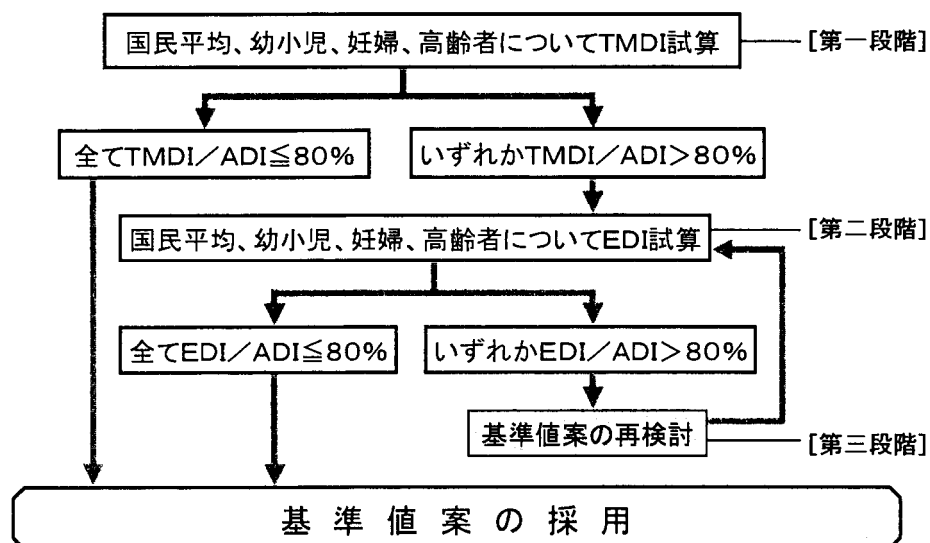 国民平均、幼小児、妊婦、高齢者についてTMDI試算
[第一段階]
全てTMDI／ADI≦80%
いずれかTMDI／ADI＞80%
国民平均、幼小児、妊婦、高齢者についてEDI試算
[第二段階]
全てEDI／ADI≦80%
いずれかEDI／ADI＞80%
基準値案の再検討
[第三段階]
基準値案の採用